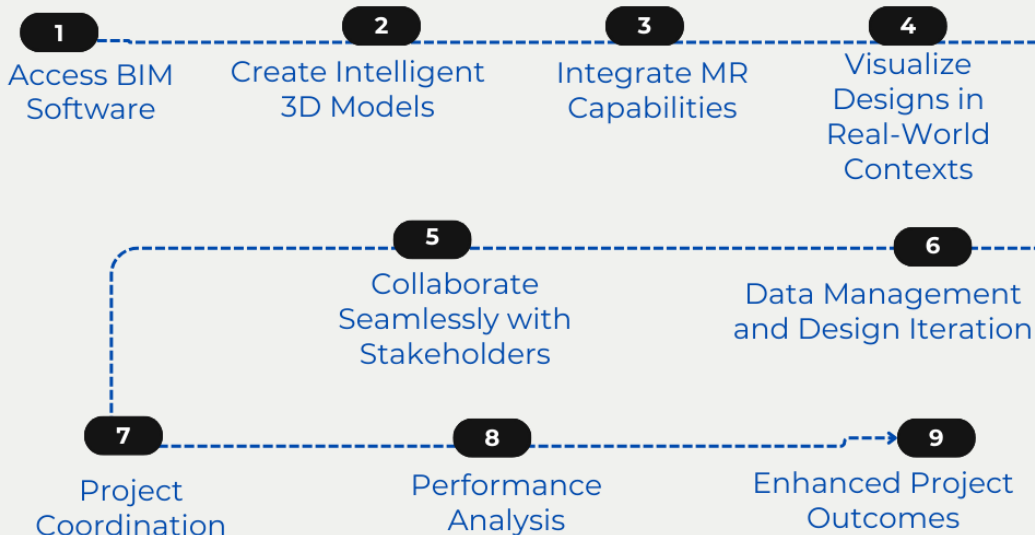 1
Access BIM
Software
2
Create Intelligent
3D Models
3
Integrate MR
Capabilities
4
Visualize
Designs in
Real-World
Contexts
5
Collaborate
Seamlessly with
Stakeholders
6
Data Management
and Design Iteration
7
Project
Coordination
8
Performance
Analysis
9
Enhanced Project
Outcomes